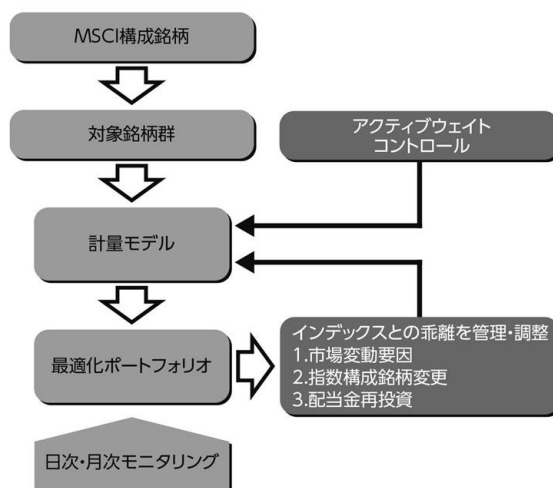 MSCI構成銘柄
対象銘柄群
アクティブウェイト
コントロール
計量モデル
最適化ポートフォリオ
インデックスとの乖離を管理・調整
1.市場変動要因
2.指数構成銘柄変更
3.配当金再投資
日次・月次モニタリング